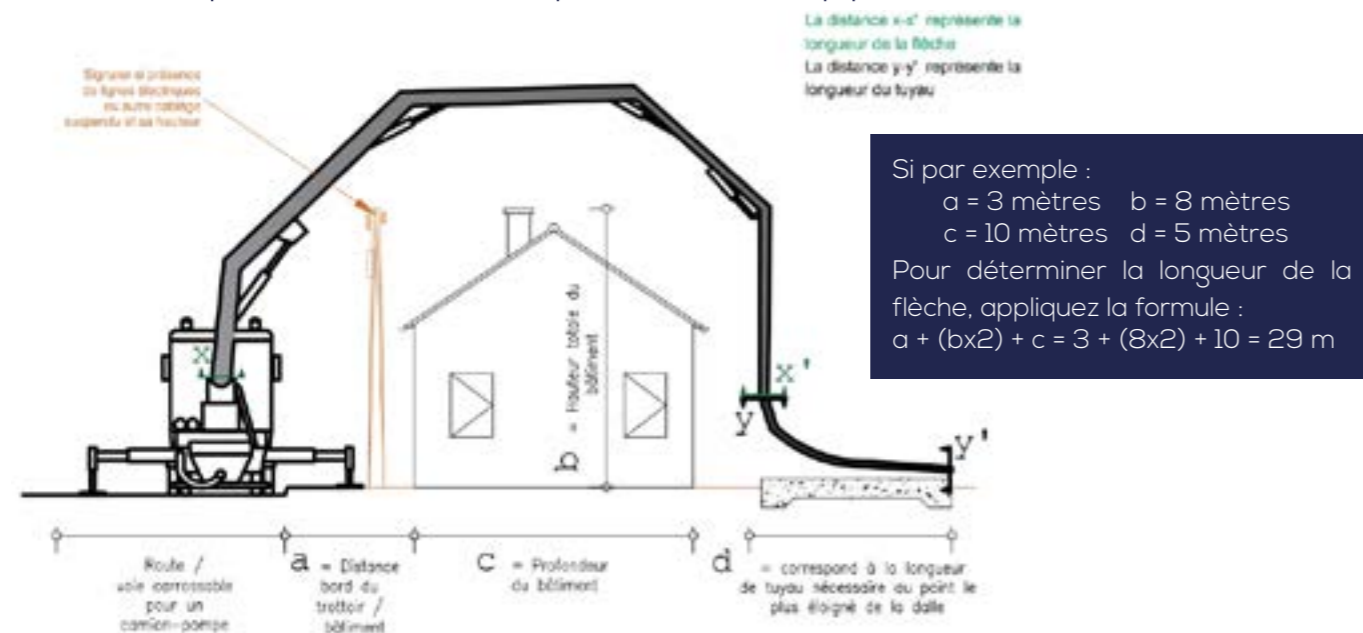 La distance x-x' représente la
longueur de la flèche
La distance y-y' représente la
longueur du tuyau
Signaler si présence
de lignes électriques
ou autre câblage
suspendu et sa hauteur
Si par exemple :
a = 3 mètres b = 8 mètres
c = 10 mètres d = 5 mètres
Pour déterminer la longueur de la
flèche, appliquez la formule :
a + (bx2) + c = 3 + (8x2) + 10 = 29 m
x
x'
y
y'
b = Hauteur totale du
bâtiment
Route /
voie carrossable
pour un
camion-pompe
a = Distance
bord du
trottoir /
bâtiment
c = Profondeur
du bâtiment
d = correspond à la longueur
de tuyau nécessaire au point le
plus éloigné de la dalle